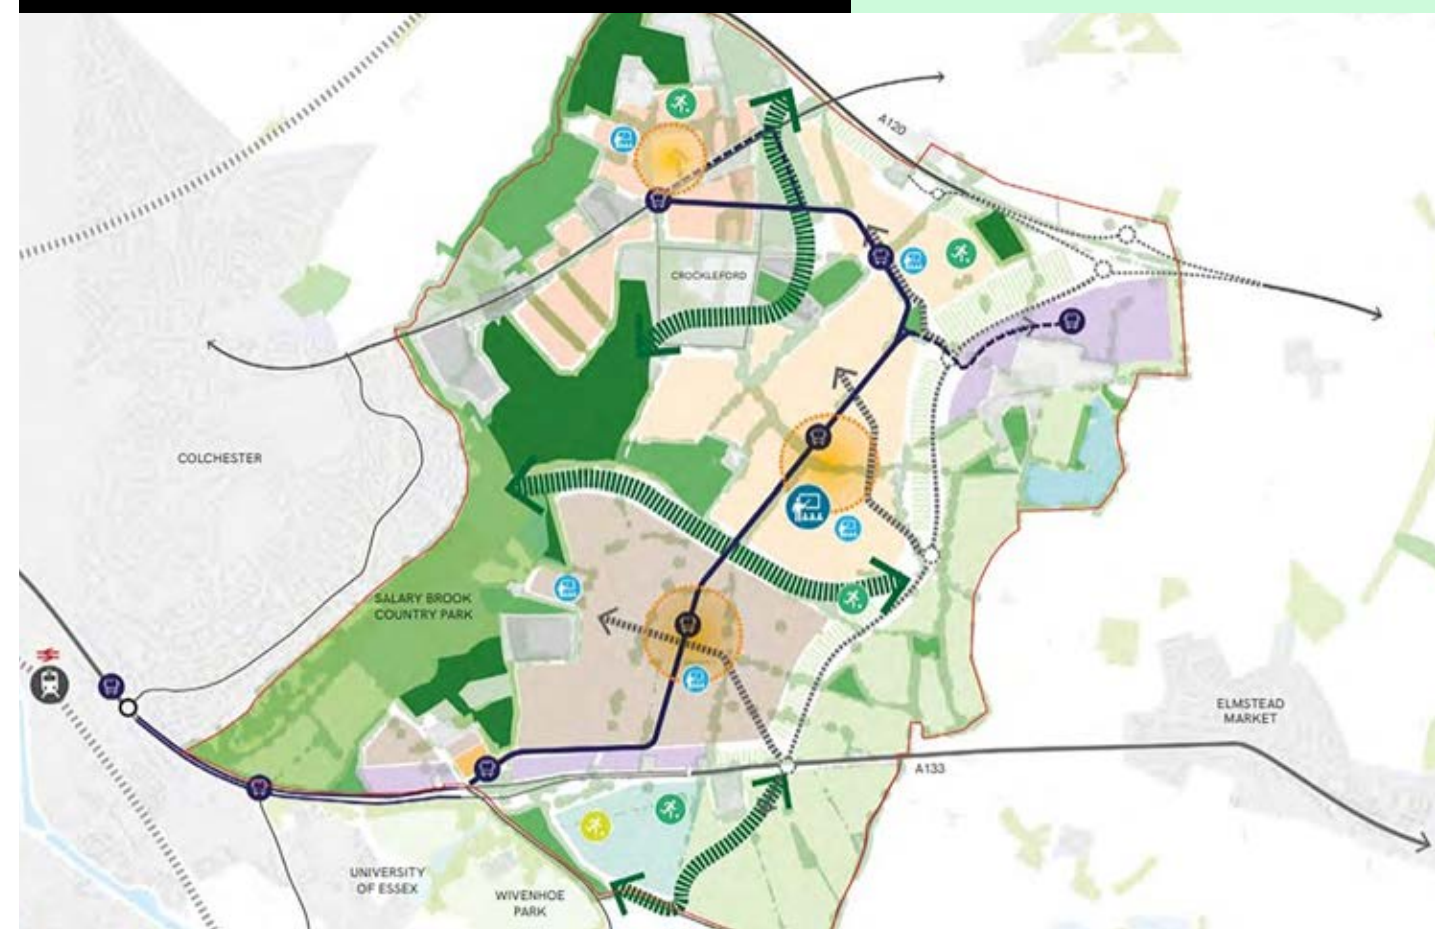 A120
CROCKLEFORD
COLCHESTER
SALARY BROOK
COUNTRY PARK
ELMSTEAD
MARKET
A133
UNIVERSITY
OF ESSEX
WIVENHOE
PARK